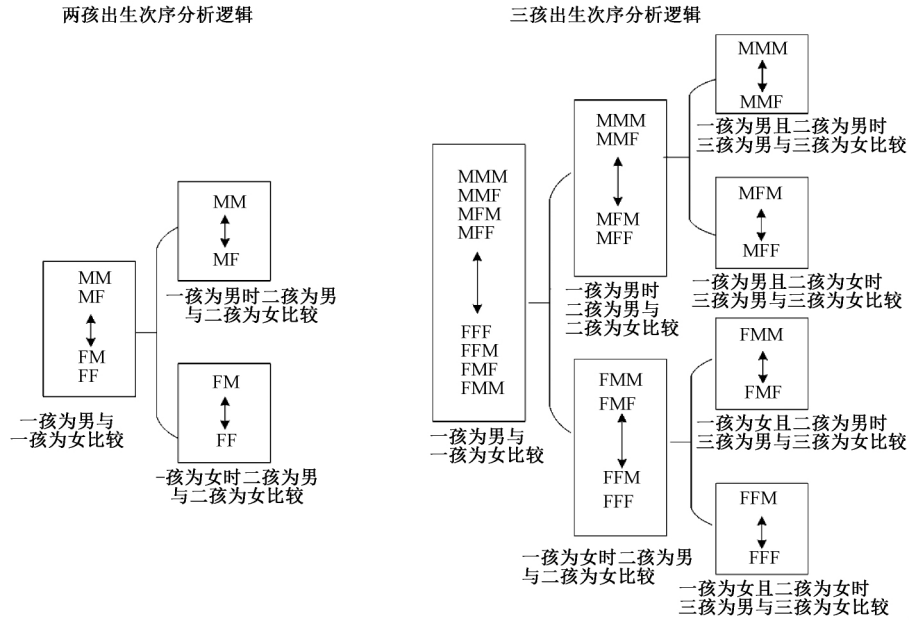 两孩出生次序分析逻辑
MM
MF
FM
FF
一孩为男与
一孩为女比较
MM
MF
一孩为男时二孩为男
与二孩为女比较
FM
FF
-孩为女时二孩为男
与二孩为女比较
三孩出生次序分析逻辑
MMM
MMF
MFM
MFF
FFF
FFM
FMF
FMM
一孩为男与
一孩为女比较
MMM
MMF
MFM
MFF
一孩为男时
二孩为男与
二孩为女比较
FMM
FMF
FFM
FFF
一孩为女时二孩为男
与二孩为女比较
MMM
MMF
一孩为男且二孩为男时
三孩为男与三孩为女比较
MFM
MFF
一孩为男且二孩为女时
三孩为男与三孩为女比较
FMM
FMF
一孩为女且二孩为男时
三孩为男与三孩为女比较
FFM
FFF
一孩为女且二孩为女时
三孩为男与三孩为女比较